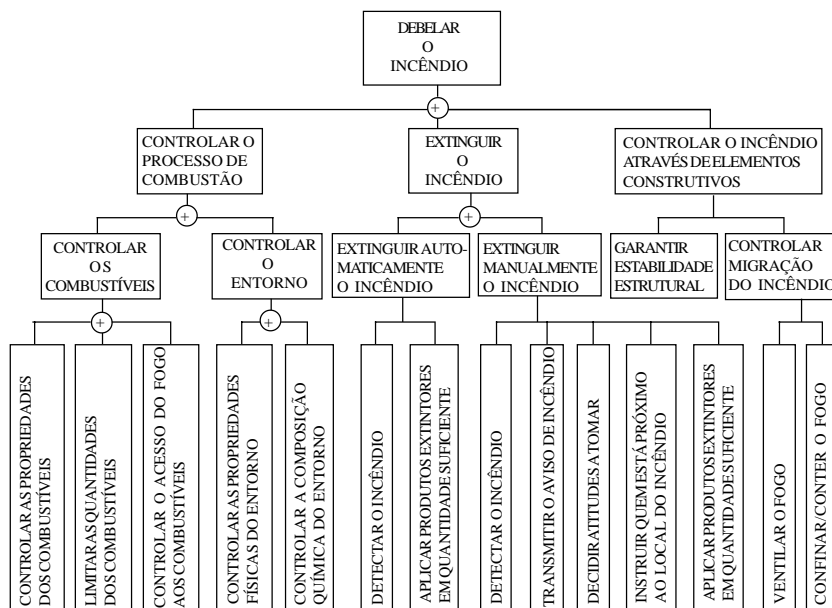 DEBELAR
O
INCÊNDIO
+
CONTROLAR O
PROCESSO DE
COMBUSTÃO
EXTINGUIR
O
INCÊNDIO
CONTROLAR O INCÊNDIO
ATRAVÉS DE ELEMENTOS
CONSTRUTIVOS
+
+
CONTROLAR
OS
COMBUSTÍVEIS
CONTROLAR
O
ENTORNO
EXTINGUIR AUTO-
MATICAMENTE
O INCÊNDIO
EXTINGUIR
MANUALMENTE
O INCÊNDIO
GARANTIR
ESTABILIDADE
ESTRUTURAL
CONTROLAR
MIGRAÇÃO
DO INCÊNDIO
+
+
CONTROLAR AS PROPRIEDADES
DOS COMBUSTÍVEIS
LIMITAR AS QUANTIDADES
DOS COMBUSTÍVEIS
CONTROLAR O ACESSO DO FOGO
AOS COMBUSTÍVEIS
CONTROLAR AS PROPRIEDADES
FÍSICAS DO ENTORNO
CONTROLAR A COMPOSIÇÃO
QUÍMICA DO ENTORNO
DETECTAR O INCÊNDIO
APLICAR PRODUTOS EXTINTORES
EM QUANTIDADE SUFICIENTE
DETECTAR O INCÊNDIO
TRANSMITIR O AVISO DE INCÊNDIO
DECIDIR ATITUDES A TOMAR
INSTRUIR QUEM ESTÁ PRÓXIMO
AO LOCAL DO INCÊNDIO
APLICAR PRODUTOS EXTINTORES
EM QUANTIDADE SUFICIENTE
VENTILAR O FOGO
CONFINAR/CONTER O FOGO